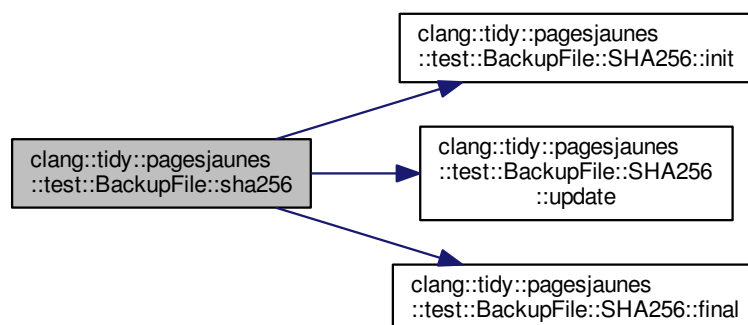 clang::tidy::pagesjaunes
::test::BackupFile::SHA256::init
clang::tidy::pagesjaunes
::test::BackupFile::sha256
clang::tidy::pagesjaunes
::test::BackupFile::SHA256
::update
clang::tidy::pagesjaunes
::test::BackupFile::SHA256::final